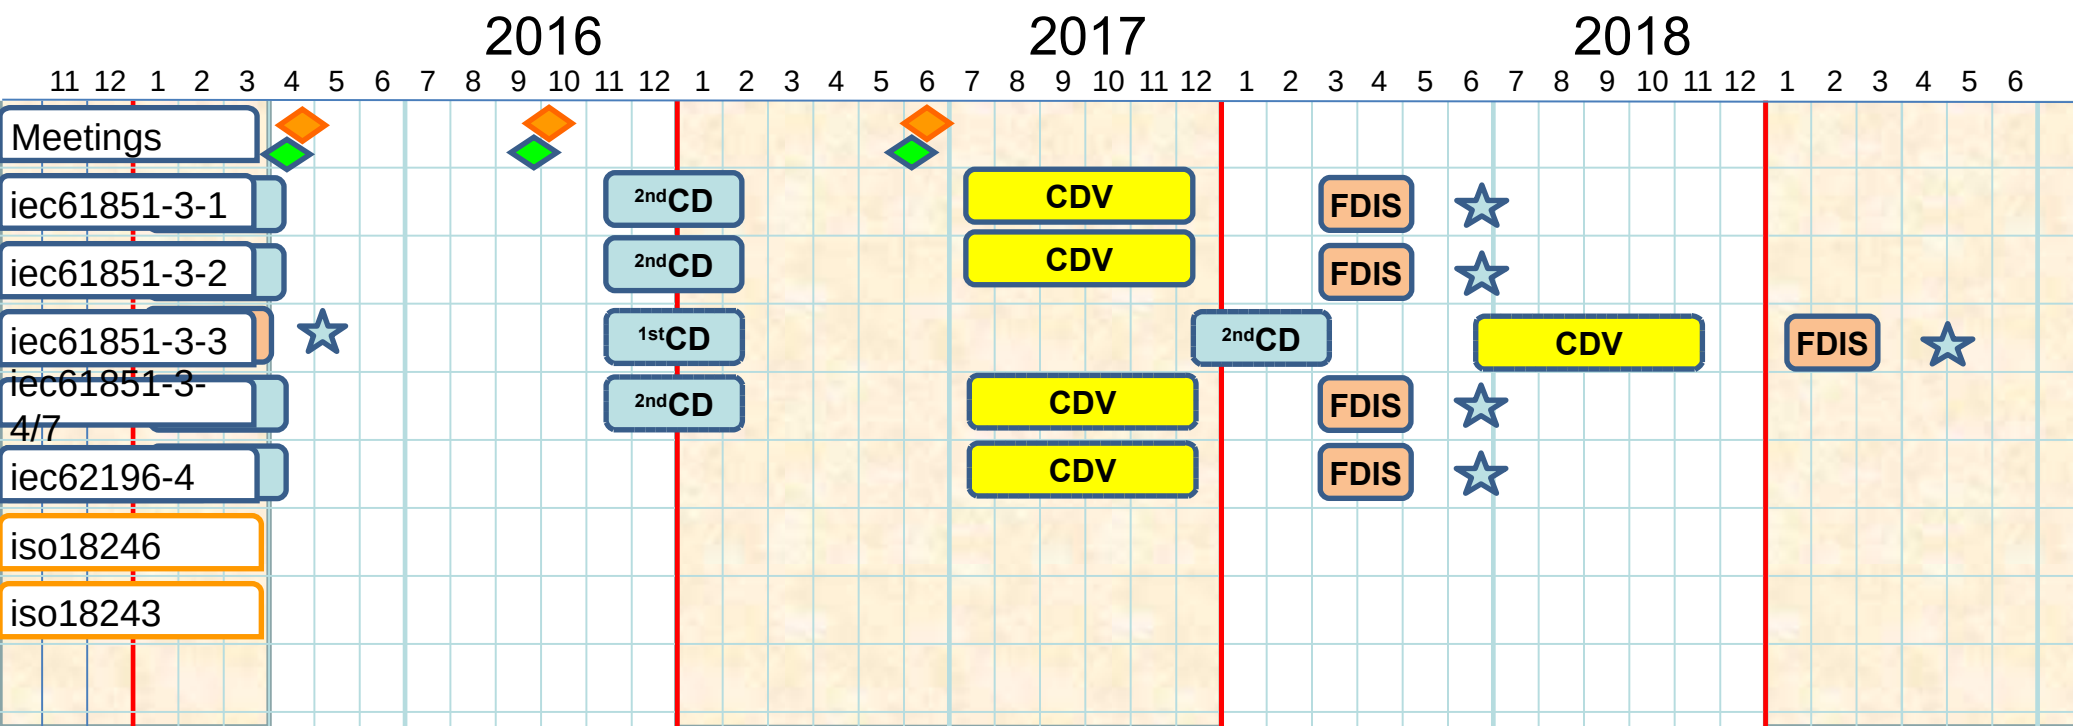 2016 2017 2018
11 12 1 2 3 4 5 6 7 8 9 10 11 12 1 2 3 4 5 6 7 8 9 10 11 12 1 2 3 4 5 6 7 8 9 10 11 12 1 2 3 4 5 6
Meetings
iec61851-3-1 2ndCD CDV FDIS
iec61851-3-2 2ndCD CDV FDIS
iec61851-3-3 1stCD 2ndCD CDV FDIS
iec61851-3-
4/7 2ndCD CDV FDIS
iec62196-4 CDV FDIS
iso18246
iso18243